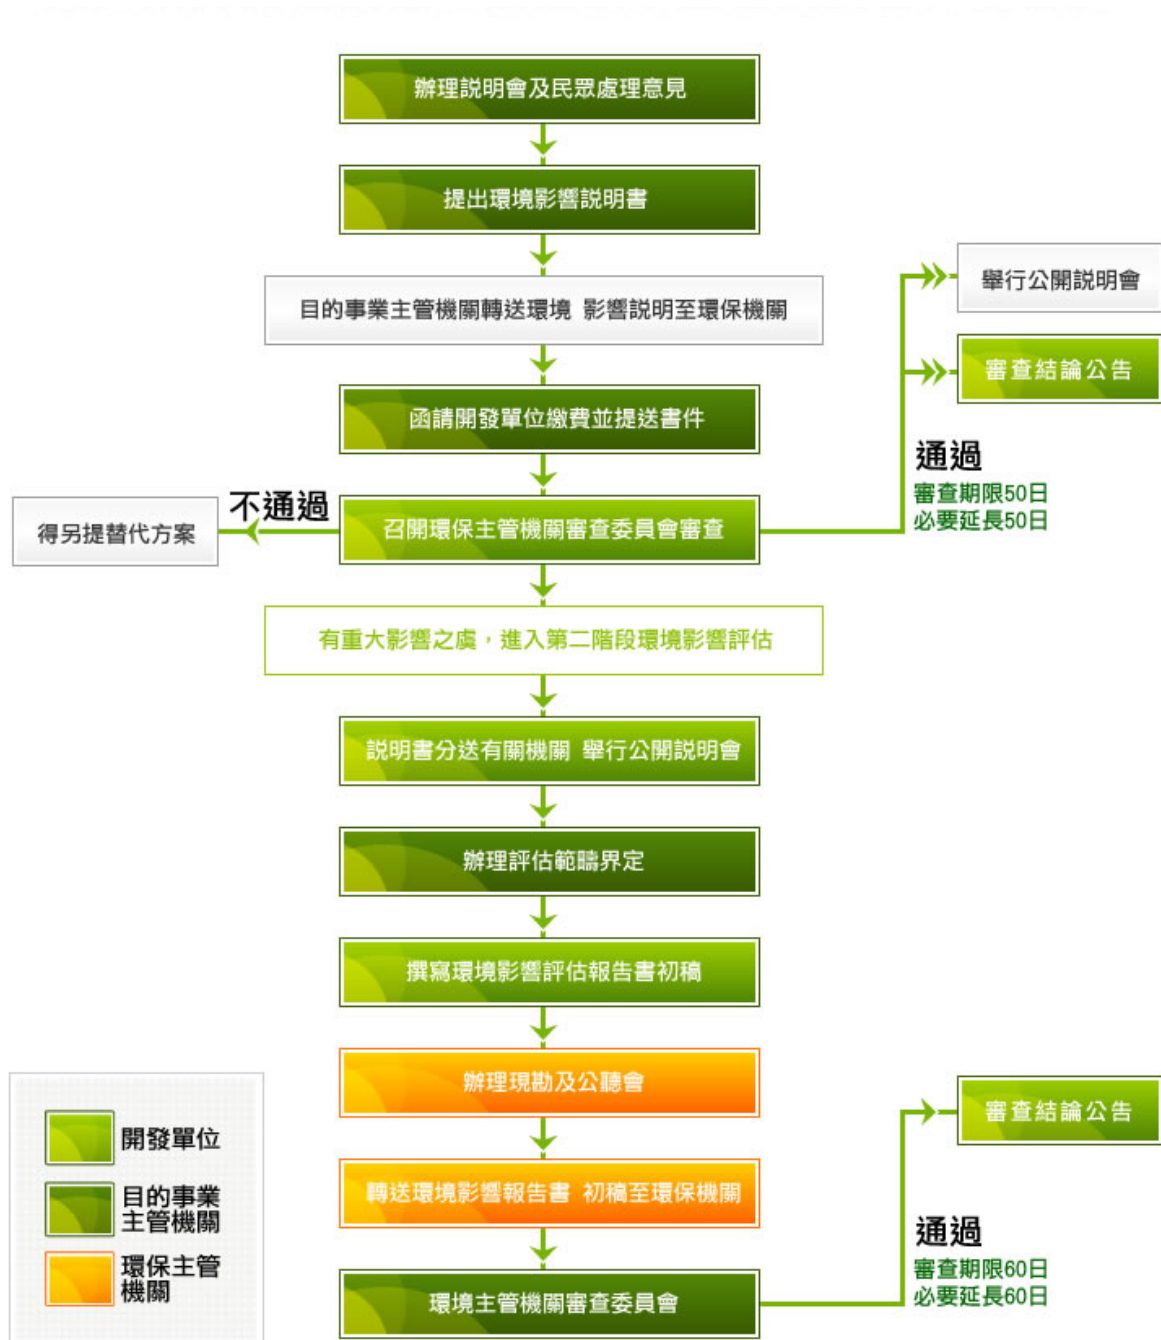 辦理説明會及民眾處理意見
提出環境影響説明書
目的事業主管機關轉送環境 影響説明至環保機關
舉行公開説明會
審查結論公告
函請開發單位繳費並提送書件
通過
審查期限50日
必要延長50日
不通過
得另提替代方案
召開環保主管機關審查委員會審查
有重大影響之虞，進入第二階段環境影響評估
説明書分送有關機關 舉行公開説明會
辦理評估範疇界定
撰寫環境影響評估報告書初稿
辦理現勘及公聽會
審查結論公告
轉送環境影響報告書 初稿至環保機關
通過
審查期限60日
必要延長60日
環境主管機關審查委員會
開發單位
目的事業
主管機關
環保主管
機關